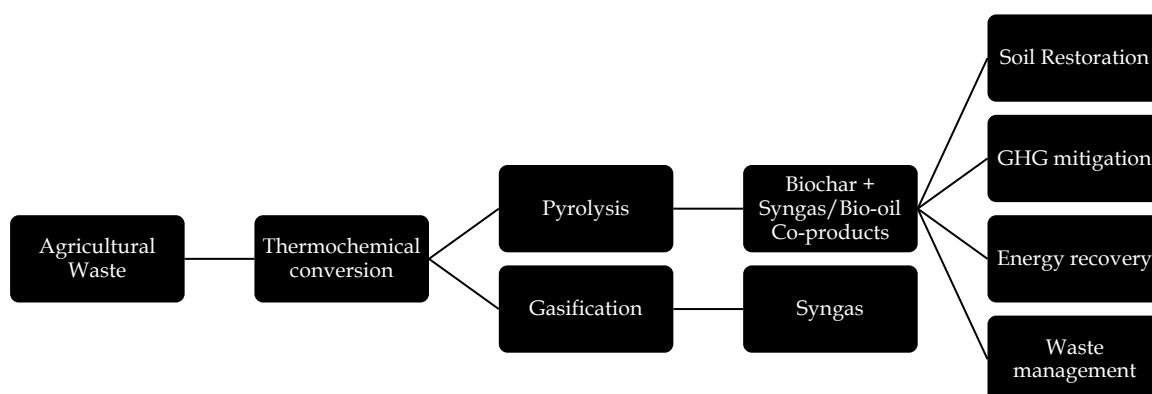 Agricultural
Waste
Thermochemical
conversion
Pyrolysis
Gasification
Biochar +
Syngas/Bio-oil
Co-products
Syngas
Soil Restoration
GHG mitigation
Energy recovery
Waste
management